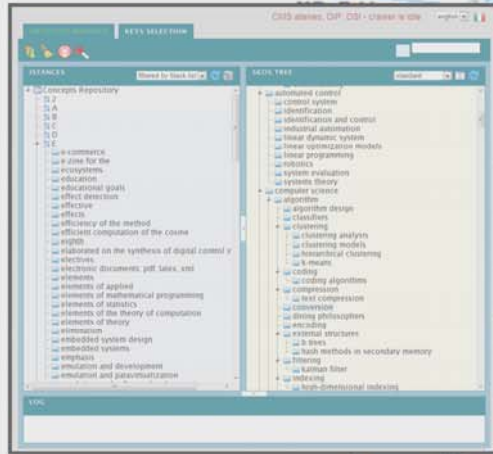 KEYS SELECTION
ISTANCES
filtered by black list
Concepts Repository
2
A
B
C
D
E
e-commerce
e-zine for the
ecosystems
education
educational goals
effect detection
effective
effects
efficiency of the method
efficient computation of the cosine
eighth
elaborated on the synthesis of digital control y
electives
electronic documents: pdf, latex, xml
elements
elements of applied
elements of mathematical programming
elements of statistics
elements of the theory of computation
elements of theory
elimination
embedded system design
embedded systems
emphasis
emulation and development
emulation and paravirtualization
SKOS TREE
standard
automated control
control system
identification
identification and control
industrial automation
linear dynamic system
linear optimization models
linear programming
robotics
system evaluation
systems theory
computer science
algorithm
algorithm design
classifiers
clustering
clustering analysis
clustering models
hierarchical clustering
k-means
coding
coding algorithms
compression
text compression
conversion
dining philosophers
encoding
external structures
b trees
hash methods in secondary memory
filtering
kalman filter
indexing
high-dimensional indexing
LOG